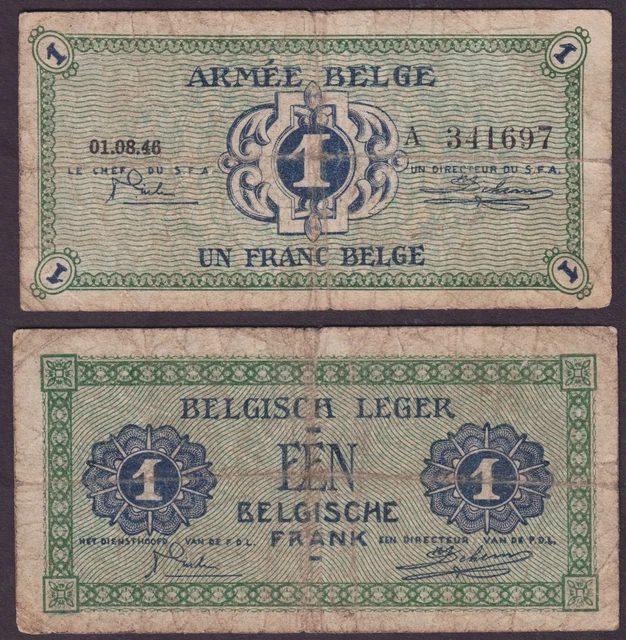 1 1
ARMÉE BELGE
01.08.46
1
A 341697
LE CHEF DU S.F.A.
UN DIRECTEUR DU S.F.A.
UN FRANC BELGE
1 1
BELGISCH LEGER
1 EÉN 1
BELGISCHE
FRANK
HET DIENSTHOOFD VAN DE F.D.L.
EEN DIRECTEUR VAN DE F.D.L.